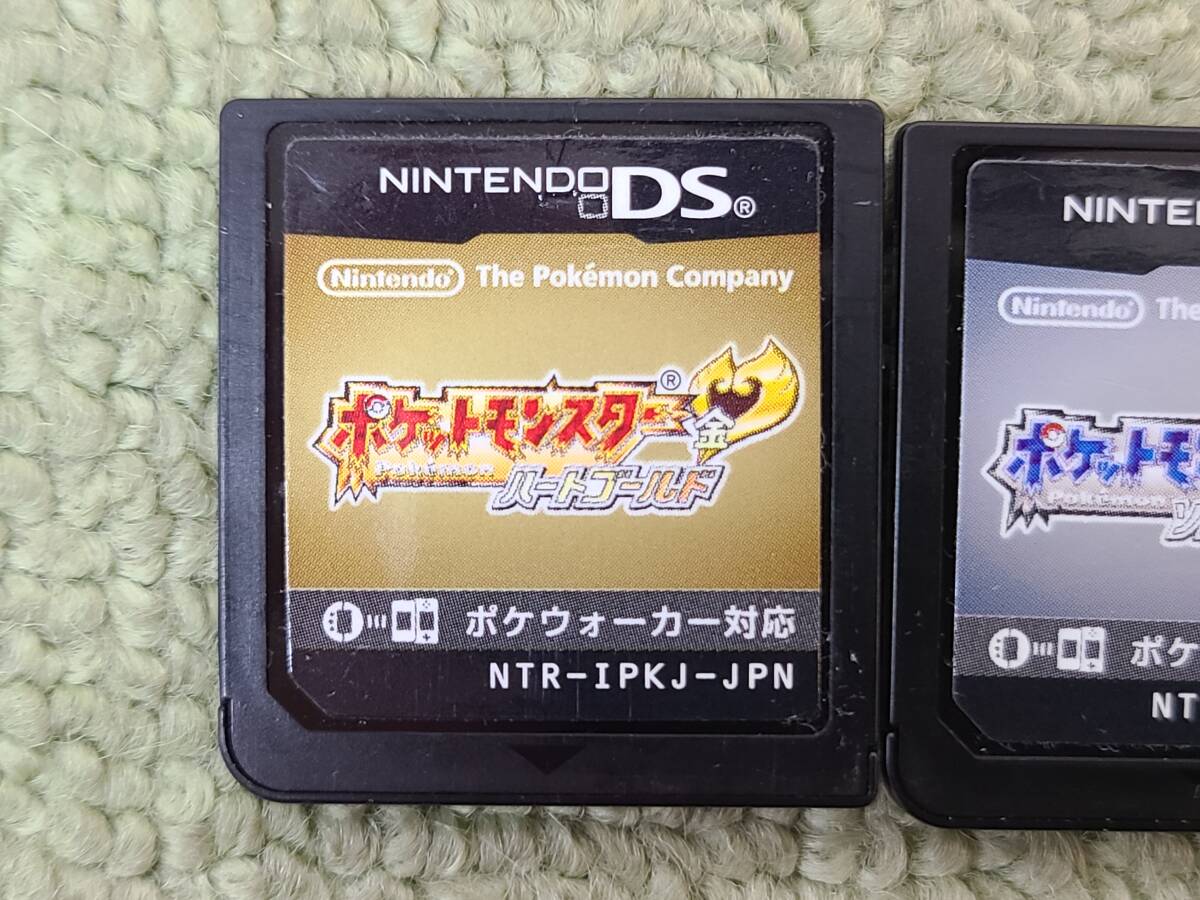 NINTENDO DS®
Nintendo® The Pokémon Company
ポケットモンスター®
Pokémon
金
ハートゴールド
ポケウォーカー対応
NTR-IPKJ-JPN
NINTE
Nintendo® The
ポケットモ
Pokémon
ポケ
NT